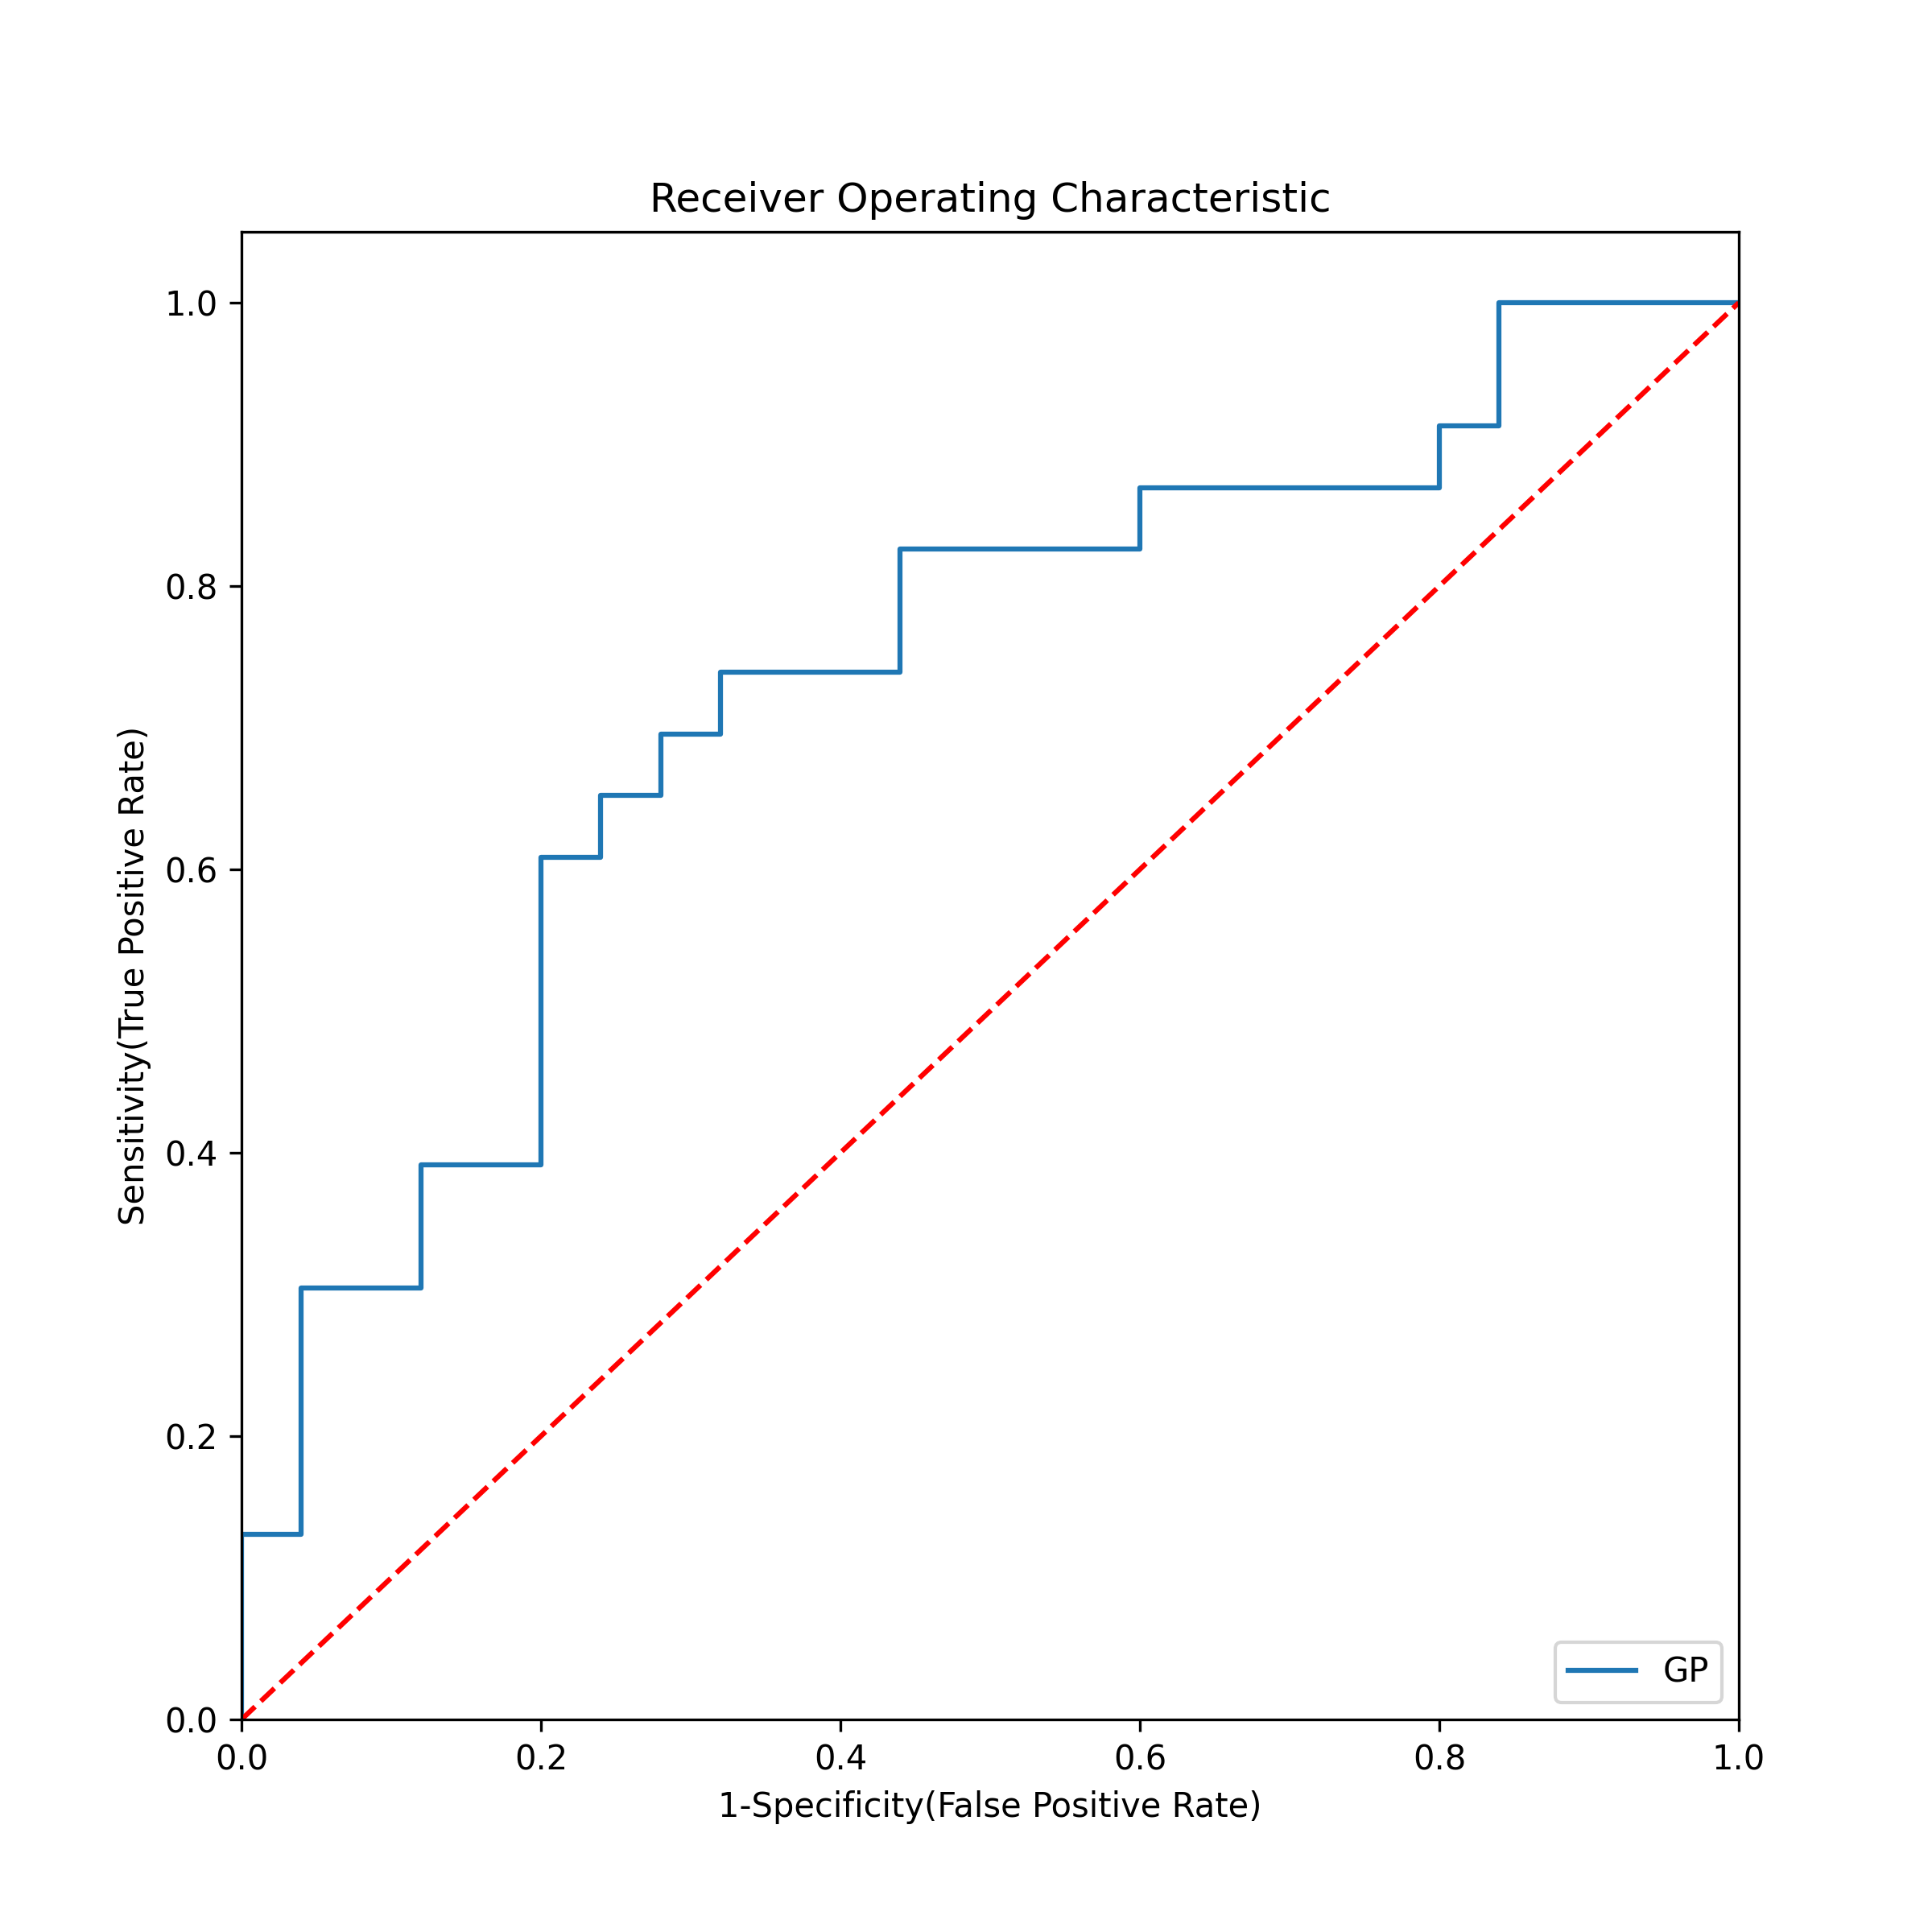 Receiver Operating Characteristic
Sensitivity(True Positive Rate)
1.0
0.8
0.6
0.4
0.2
0.0
GP
0.0 0.2 0.4 0.6 0.8 1.0
1-Specificity(False Positive Rate)